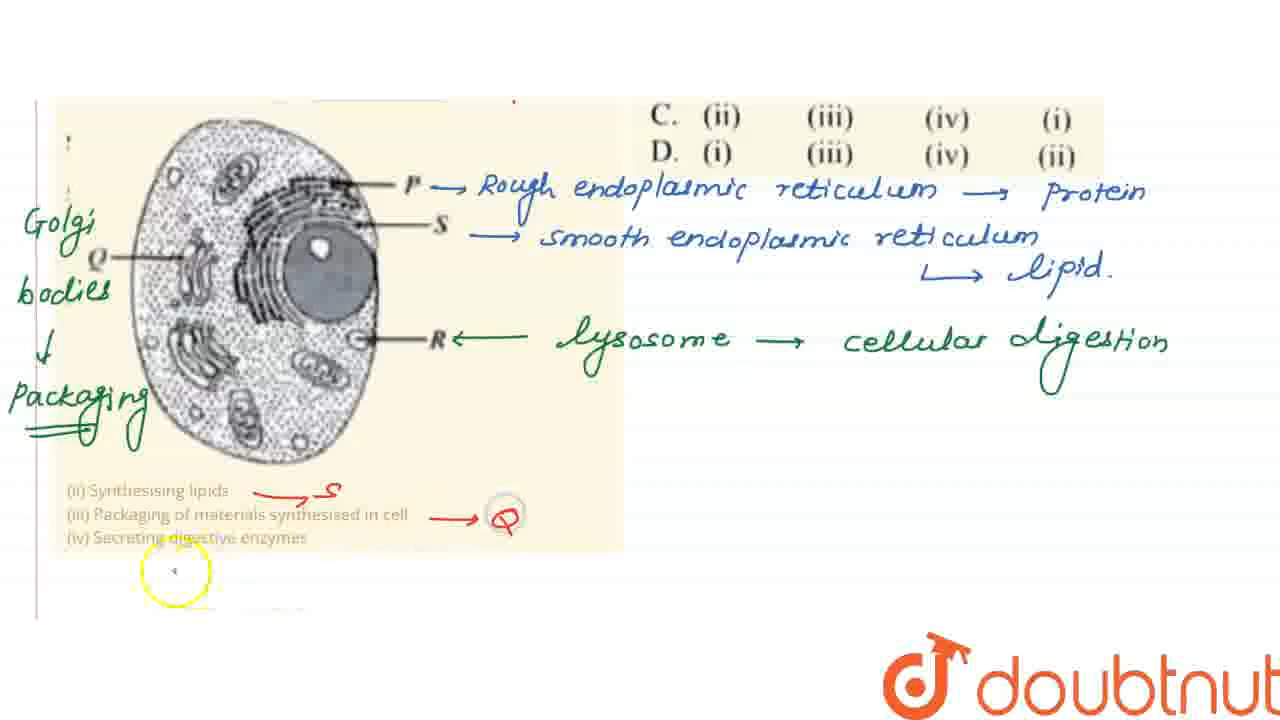 C. (ii) (iii) (iv) (i)
D. (i) (iii) (iv) (ii)
P → Rough endoplasmic reticulum → Protein
S → smooth endoplasmic reticulum
→ lipid.
Golgi
Q
bodies
↓
Packaging
R ← lysosome → cellular digestion
(ii) Synthesising lipids → S
(iii) Packaging of materials synthesised in cell → Q
(iv) Secreting digestive enzymes
doubtnut